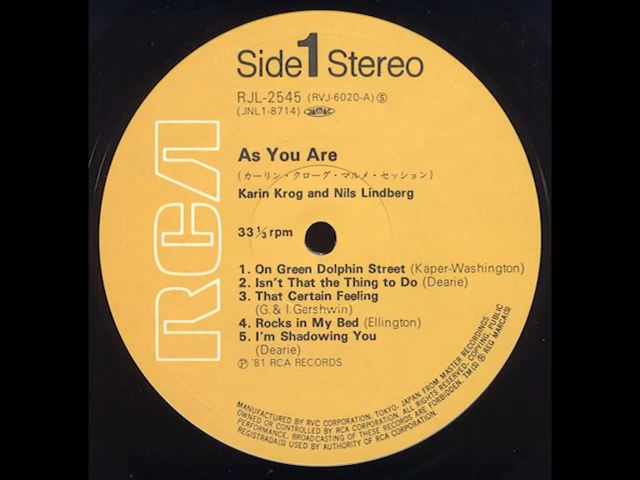 Side 1 Stereo
RJL-2545 (RVJ-6020-A) Ⓢ
(JNL1-8714)
As You Are
(カーリン・クローグ・マルメ・セッション)
Karin Krog and Nils Lindberg
33 ⅓ rpm
RCA
1. On Green Dolphin Street (Kaper-Washington)
2. Isn't That the Thing to Do (Dearie)
3. That Certain Feeling
(G. & I. Gershwin)
4. Rocks in My Bed (Ellington)
5. I'm Shadowing You
(Dearie)
Ⓟ '81 RCA RECORDS
MANUFACTURED BY RVC CORPORATION, TOKYO, JAPAN FROM MASTER RECORDINGS
OWNED OR CONTROLLED BY RCA CORPORATION. ALL RIGHTS RESERVED. COPYING, PUBLIC
PERFORMANCE, BROADCASTING OF THESE RECORDS ARE FORBIDDEN. TM(S) ® REG MARCA(S)
REGISTRADA(S) USED BY AUTHORITY OF RCA CORPORATION.